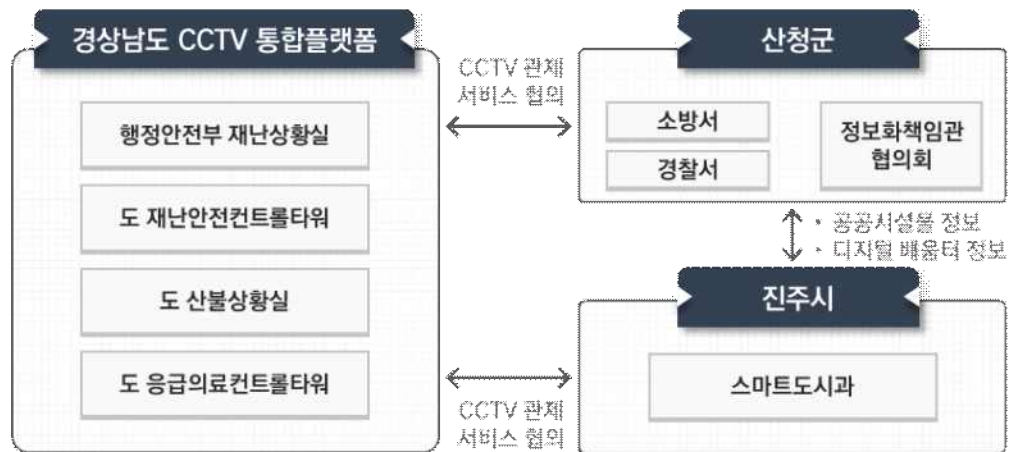 경상남도 CCTV 통합플랫폼
행정안전부 재난상황실
도 재난안전컨트롤타워
도 산불상황실
도 응급의료컨트롤타워
CCTV 관제
서비스 협의
산청군
소방서
경찰서
정보화책임관
협의회
· 공공시설물 정보
· 디지털 배움터 정보
CCTV 관제
서비스 협의
진주시
스마트도시과